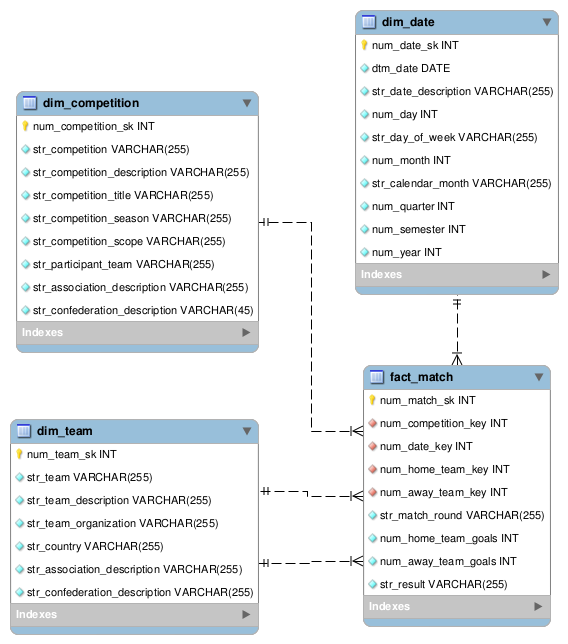 dim_date
num_date_sk INT
dtm_date DATE
str_date_description VARCHAR(255)
num_day INT
str_day_of_week VARCHAR(255)
num_month INT
str_calendar_month VARCHAR(255)
num_quarter INT
num_semester INT
num_year INT
Indexes
dim_competition
num_competition_sk INT
str_competition VARCHAR(255)
str_competition_description VARCHAR(255)
str_competition_title VARCHAR(255)
str_competition_season VARCHAR(255)
str_competition_scope VARCHAR(255)
str_participant_team VARCHAR(255)
str_association_description VARCHAR(255)
str_confederation_description VARCHAR(45)
Indexes
fact_match
num_match_sk INT
num_competition_key INT
num_date_key INT
num_home_team_key INT
num_away_team_key INT
str_match_round VARCHAR(255)
num_home_team_goals INT
num_away_team_goals INT
str_result VARCHAR(255)
Indexes
dim_team
num_team_sk INT
str_team VARCHAR(255)
str_team_description VARCHAR(255)
str_team_organization VARCHAR(255)
str_country VARCHAR(255)
str_association_description VARCHAR(255)
str_confederation_description VARCHAR(255)
Indexes